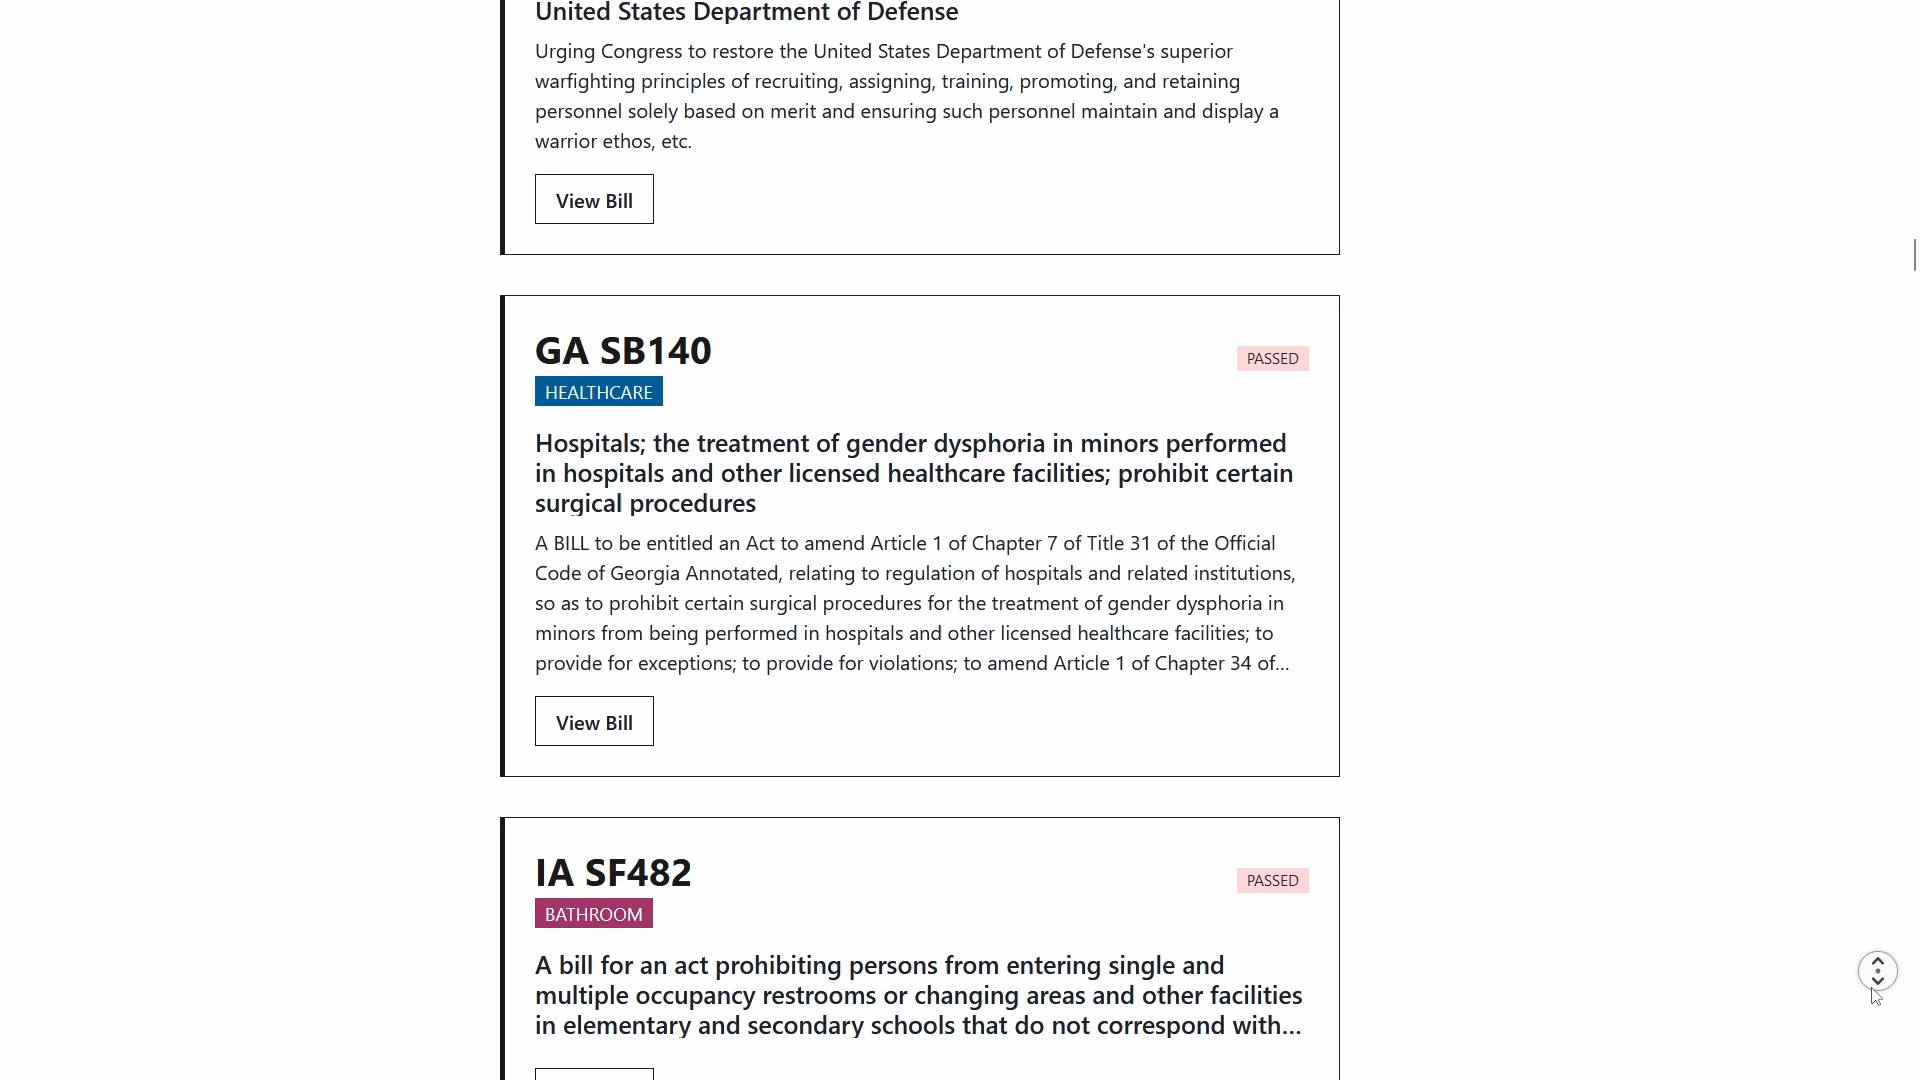 United States Department of Defense
Urging Congress to restore the United States Department of Defense's superior
warfighting principles of recruiting, assigning, training, promoting, and retaining
personnel solely based on merit and ensuring such personnel maintain and display a
warrior ethos, etc.
View Bill
GA SB140
PASSED
HEALTHCARE
Hospitals; the treatment of gender dysphoria in minors performed
in hospitals and other licensed healthcare facilities; prohibit certain
surgical procedures
A BILL to be entitled an Act to amend Article 1 of Chapter 7 of Title 31 of the Official
Code of Georgia Annotated, relating to regulation of hospitals and related institutions,
so as to prohibit certain surgical procedures for the treatment of gender dysphoria in
minors from being performed in hospitals and other licensed healthcare facilities; to
provide for exceptions; to provide for violations; to amend Article 1 of Chapter 34 of...
View Bill
IA SF482
PASSED
BATHROOM
A bill for an act prohibiting persons from entering single and
multiple occupancy restrooms or changing areas and other facilities
in elementary and secondary schools that do not correspond with...